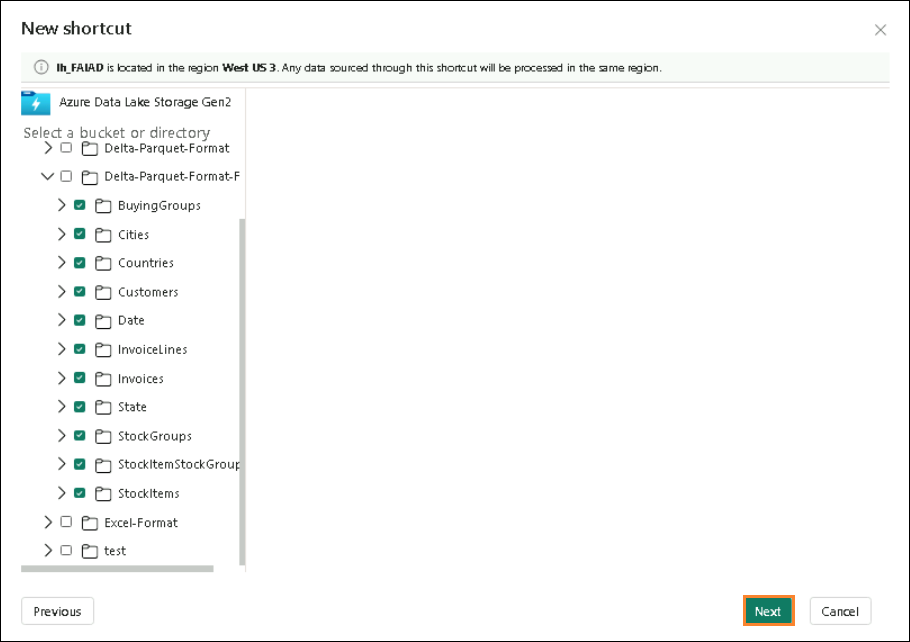 New shortcut
lh_FAIAD is located in the region West US 3. Any data sourced through this shortcut will be processed in the same region.
Azure Data Lake Storage Gen2
Select a bucket or directory
Delta-Parquet-Format
Delta-Parquet-Format-F
BuyingGroups
Cities
Countries
Customers
Date
InvoiceLines
Invoices
State
StockGroups
StockItemStockGroup
StockItems
Excel-Format
test
Previous
Next
Cancel